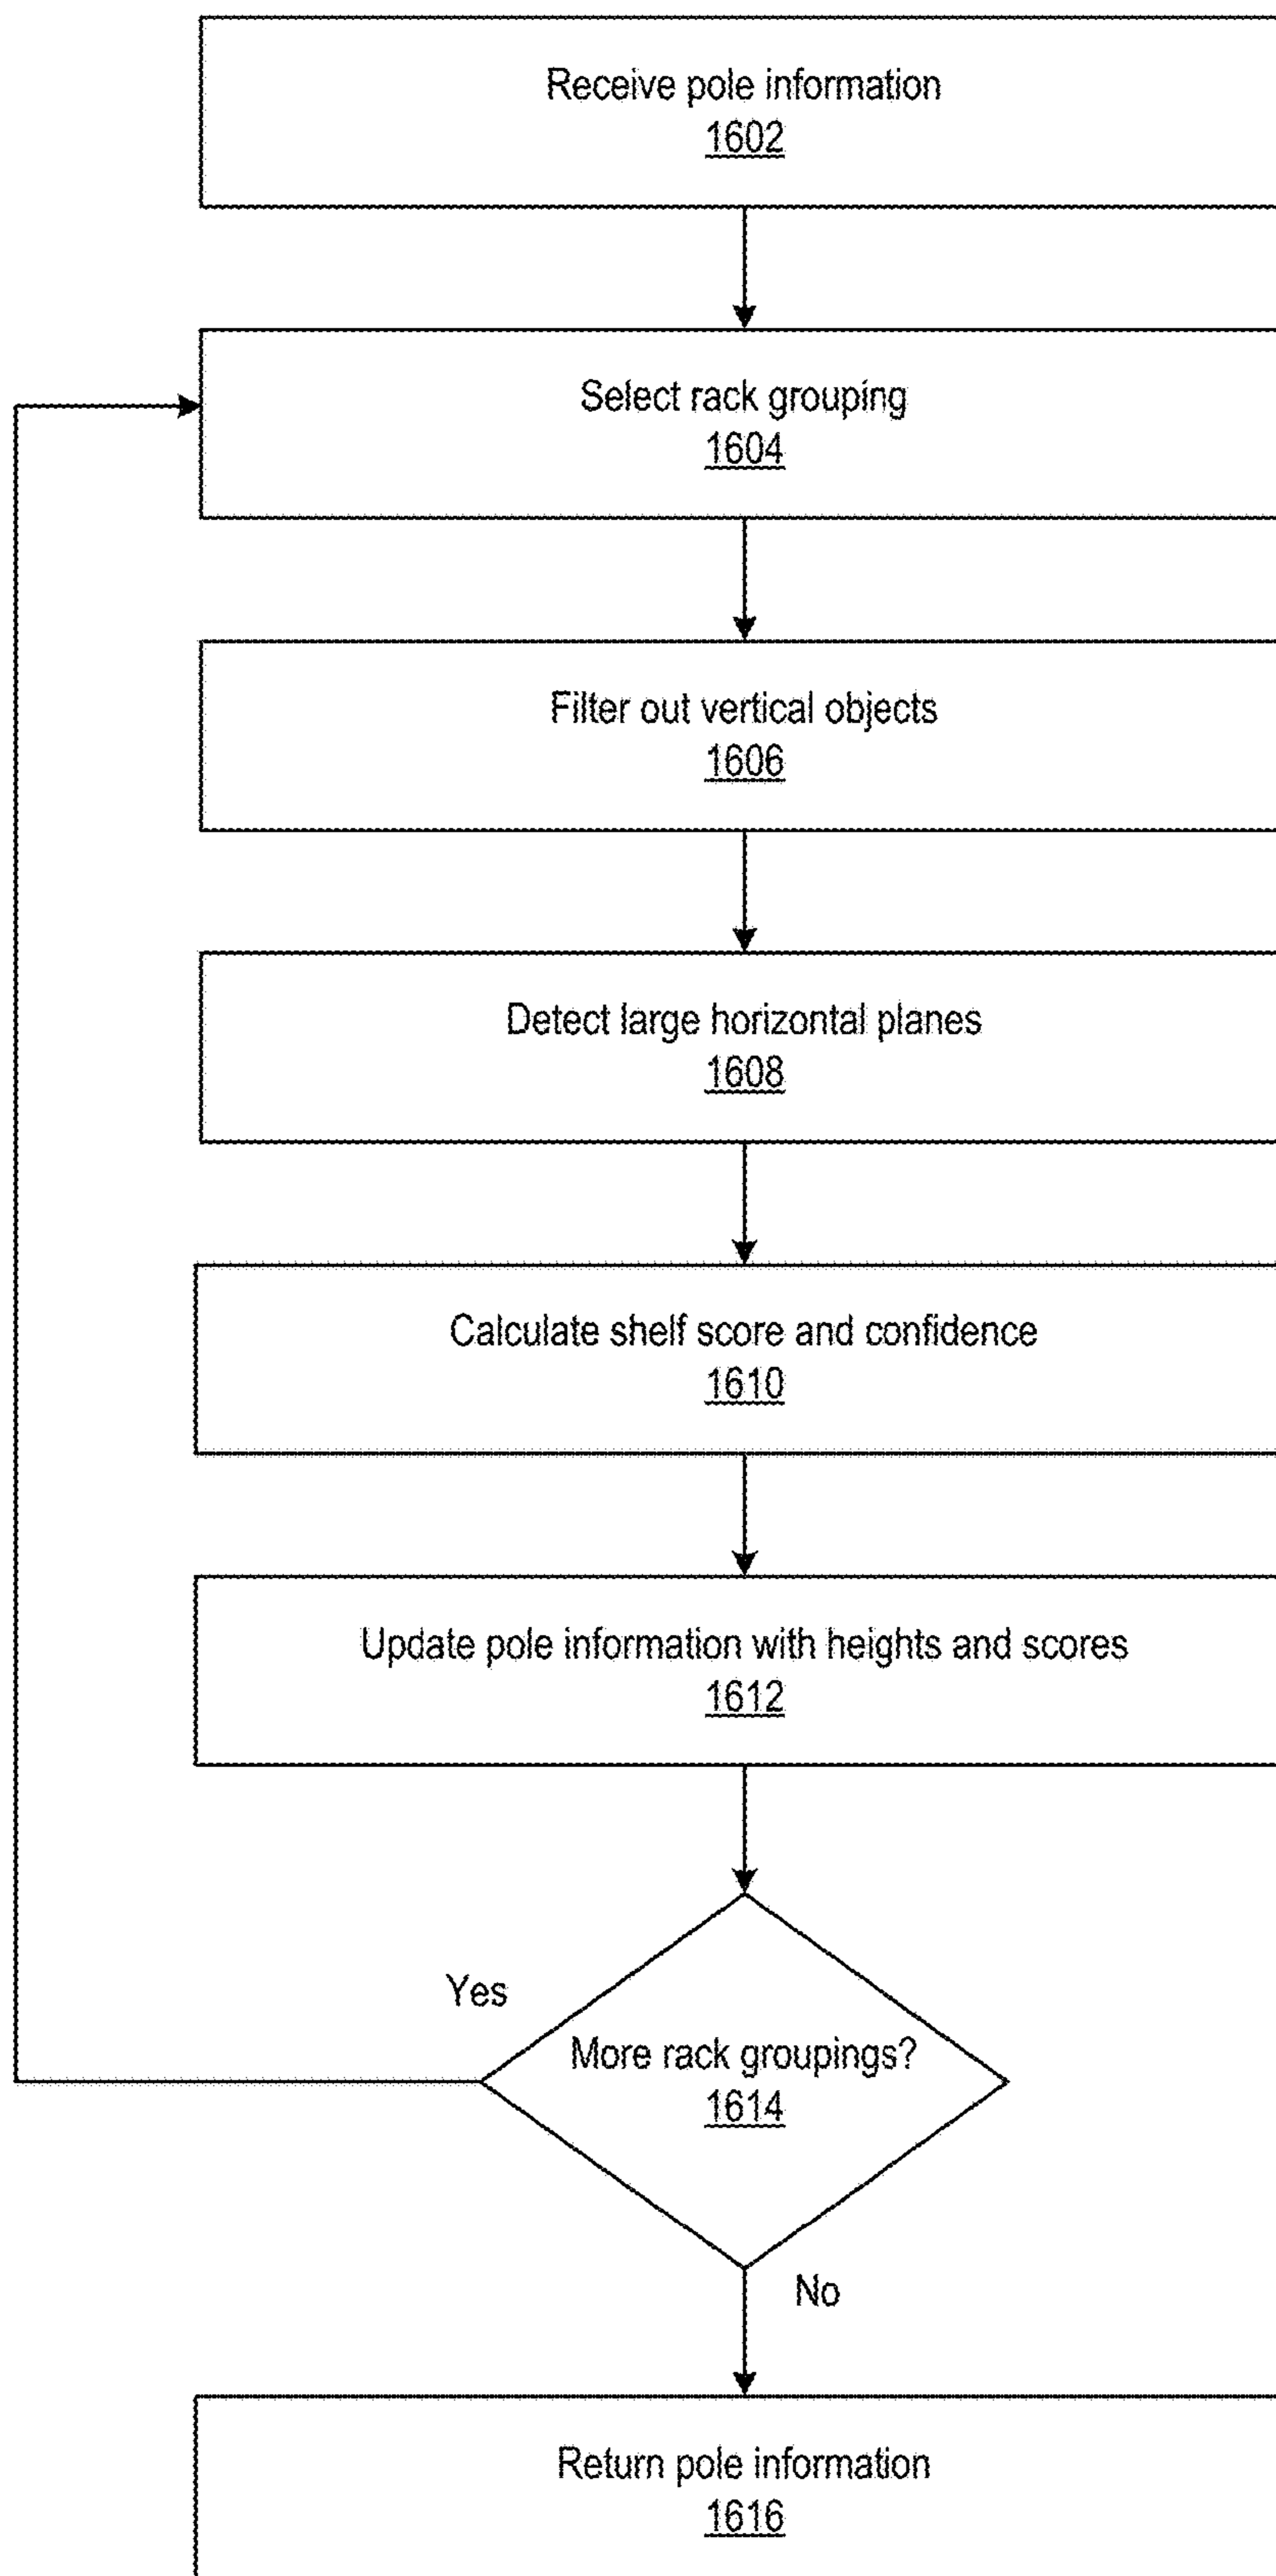 Receive pole information
1602
Select rack grouping
1604
Filter out vertical objects
1606
Detect large horizontal planes
1608
Calculate shelf score and confidence
1610
Update pole information with heights and scores
1612
Yes
More rack groupings?
1614
No
Return pole information
1616